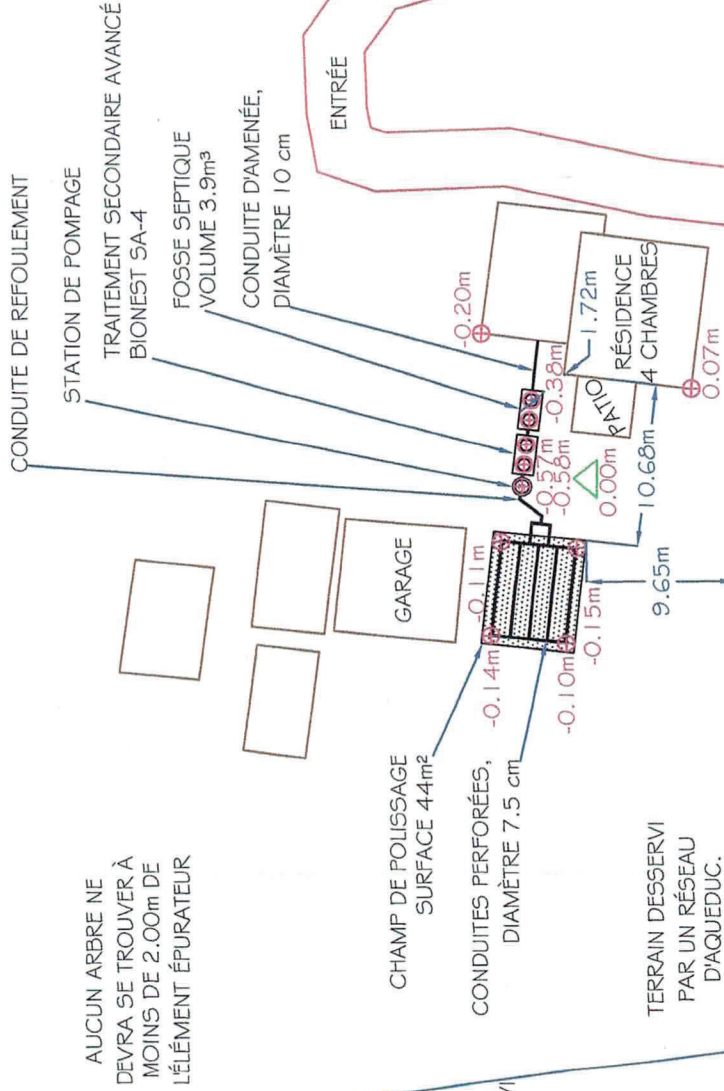 CONDUITE DE REFOULEMENT
STATION DE POMPAGE
TRAITEMENT SECONDAIRE AVANCÉ
BIONEST SA-4
FOSSE SEPTIQUE
VOLUME 3.9m³
CONDUITE D'AMENÉE,
DIAMÈTRE 10 cm
ENTRÉE
AUCUN ARBRE NE
DEVRA SE TROUVER À
MOINS DE 2.00m DE
L'ÉLÉMENT ÉPURATEUR
GARAGE
-0.20m
1.72m
RÉSIDENCE
4 CHAMBRES
PATIO
0.07m
-0.38m
-0.57m
-0.58m
0.00m
10.68m
9.65m
-0.11m
-0.14m
-0.10m
-0.15m
CHAMP DE POLISSAGE
SURFACE 44m²
CONDUITES PERFORÉES,
DIAMÈTRE 7.5 cm
TERRAIN DESSERVI
PAR UN RÉSEAU
D'AQUEDUC.
VI